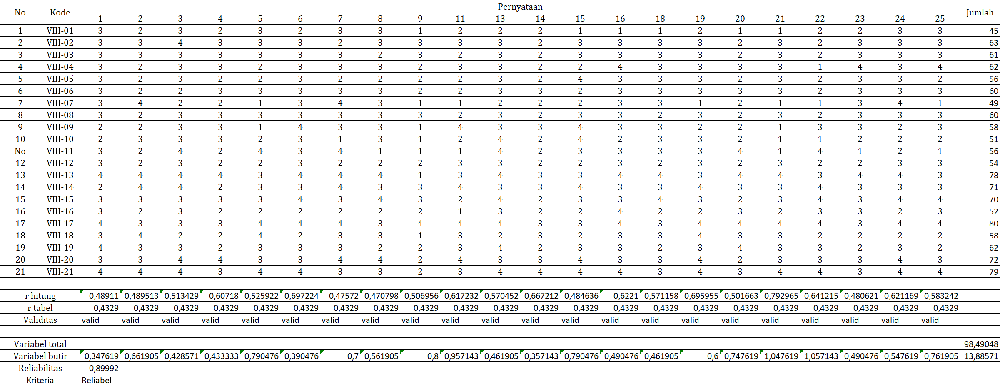 No Kode Pernyataan Jumlah
1 2 3 4 5 6 7 8 9 11 13 14 15 16 18 19 20 21 22 23 24 25
1 VIII-01 3 2 3 2 3 2 3 3 1 2 2 2 1 1 1 2 1 1 2 2 3 3 45
2 VIII-02 3 3 4 3 3 3 2 3 3 3 3 2 3 3 3 3 2 3 2 3 3 3 63
3 VIII-03 3 3 3 3 3 3 3 2 3 2 3 2 3 3 3 3 2 3 2 3 3 3 61
4 VIII-04 3 2 3 3 2 3 3 3 2 3 3 2 2 4 3 3 3 3 1 4 3 4 62
5 VIII-05 3 2 3 2 2 3 2 2 2 2 3 2 4 3 3 3 2 3 2 3 3 2 56
6 VIII-06 3 2 2 3 3 3 3 3 2 2 3 3 2 3 3 3 3 3 2 3 3 3 60
7 VIII-07 3 4 2 2 1 3 4 3 1 1 2 2 2 3 3 1 2 1 1 3 4 1 49
8 VIII-08 3 2 3 3 3 3 3 3 3 2 3 2 3 3 2 3 2 3 2 3 3 3 60
9 VIII-09 2 2 3 3 1 4 3 3 1 4 3 3 4 3 3 2 2 1 3 3 2 3 58
10 VIII-10 2 3 3 3 2 3 1 3 1 2 4 2 4 2 3 3 2 1 1 2 2 2 51
No VIII-11 3 2 4 2 4 3 4 1 1 1 4 2 3 3 3 3 4 1 4 1 2 1 56
12 VIII-12 3 2 3 2 2 3 2 2 2 3 3 2 2 3 2 3 2 3 2 2 3 3 54
13 VIII-13 4 4 4 4 3 4 4 4 1 3 4 3 3 4 4 3 4 4 3 4 4 3 78
14 VIII-14 2 4 4 2 3 3 4 3 3 4 3 3 4 3 3 4 3 3 4 3 3 3 71
15 VIII-15 3 3 3 3 3 4 3 4 3 2 4 2 3 3 4 3 2 3 4 3 4 4 70
16 VIII-16 3 2 3 2 2 2 2 2 2 1 3 2 2 4 2 2 3 2 3 3 2 3 52
17 VIII-17 4 3 3 3 4 4 4 3 4 4 4 3 3 4 3 4 4 4 4 3 4 4 80
18 VIII-18 3 4 2 2 4 2 3 3 1 3 2 3 2 3 3 4 3 3 2 2 2 2 58
19 VIII-19 4 3 3 2 3 3 3 2 2 3 4 2 3 3 2 3 4 3 3 2 3 2 62
20 VIII-20 3 3 4 4 3 3 4 4 2 4 3 3 4 3 3 4 2 3 3 3 4 3 72
21 VIII-21 4 4 4 3 4 4 3 3 2 3 4 4 4 4 3 4 3 4 4 3 4 4 79
r hitung 0,48911 0,489513 0,513429 0,60718 0,525922 0,697224 0,47572 0,470798 0,506956 0,617232 0,570452 0,667212 0,484636 0,6221 0,571158 0,695955 0,501663 0,792965 0,641215 0,480621 0,621169 0,583242
r tabel 0,4329 0,4329 0,4329 0,4329 0,4329 0,4329 0,4329 0,4329 0,4329 0,4329 0,4329 0,4329 0,4329 0,4329 0,4329 0,4329 0,4329 0,4329 0,4329 0,4329 0,4329 0,4329
Validitas valid valid valid valid valid valid valid valid valid valid valid valid valid valid valid valid valid valid valid valid valid valid
Variabel total 98,49048
Variabel butir 0,347619 0,661905 0,428571 0,433333 0,790476 0,390476 0,7 0,561905 0,8 0,957143 0,461905 0,357143 0,790476 0,490476 0,461905 0,6 0,747619 1,047619 1,057143 0,490476 0,547619 0,761905 13,88571
Reliabilitas 0,89992
Kriteria Reliabel